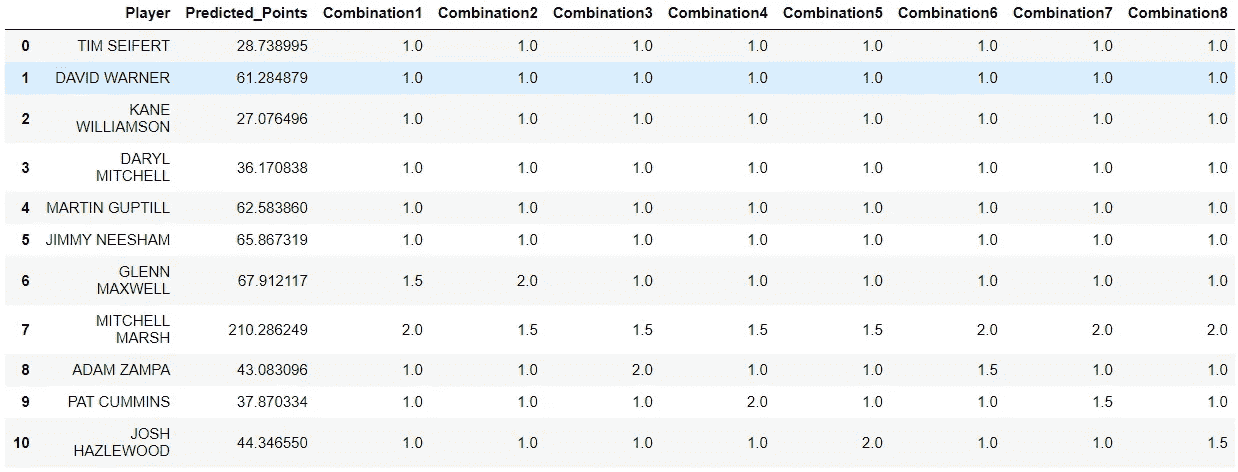 Player Predicted_Points Combination1 Combination2 Combination3 Combination4 Combination5 Combination6 Combination7 Combination8
0 TIM SEIFERT 28.738995 1.0 1.0 1.0 1.0 1.0 1.0 1.0 1.0
1 DAVID WARNER 61.284879 1.0 1.0 1.0 1.0 1.0 1.0 1.0 1.0
2 KANE WILLIAMSON 27.076496 1.0 1.0 1.0 1.0 1.0 1.0 1.0 1.0
3 DARYL MITCHELL 36.170838 1.0 1.0 1.0 1.0 1.0 1.0 1.0 1.0
4 MARTIN GUPTILL 62.583860 1.0 1.0 1.0 1.0 1.0 1.0 1.0 1.0
5 JIMMY NEESHAM 65.867319 1.0 1.0 1.0 1.0 1.0 1.0 1.0 1.0
6 GLENN MAXWELL 67.912117 1.5 2.0 1.0 1.0 1.0 1.0 1.0 1.0
7 MITCHELL MARSH 210.286249 2.0 1.5 1.5 1.5 1.5 2.0 2.0 2.0
8 ADAM ZAMPA 43.083096 1.0 1.0 2.0 1.0 1.0 1.5 1.0 1.0
9 PAT CUMMINS 37.870334 1.0 1.0 1.0 2.0 1.0 1.0 1.5 1.0
10 JOSH HAZLEWOOD 44.346550 1.0 1.0 1.0 1.0 2.0 1.0 1.0 1.5